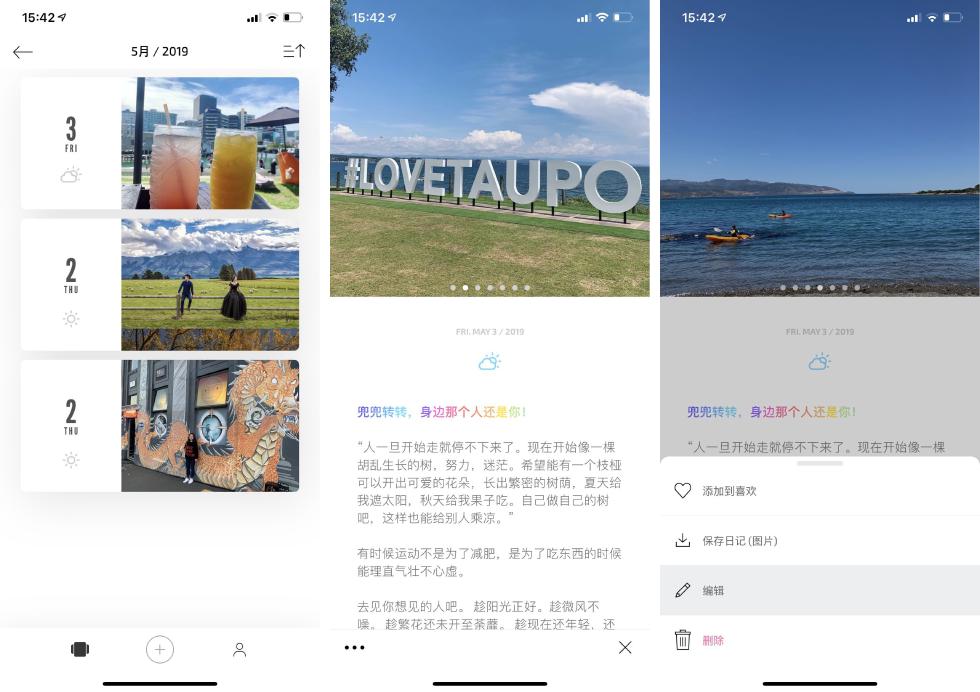 15:42
5月 / 2019
3
FRI
2
THU
2
THU
15:42
#LOVETAUPO
FRI. MAY 3 / 2019
兜兜转转，身边那个人还是你！
“人一旦开始走就停不下来了。现在开始像一棵
胡乱生长的树，努力，迷茫。希望能有一个枝桠
可以开出可爱的花朵，长出繁密的树荫，夏天给
我遮太阳，秋天给我果子吃。自己做自己的树
吧，这样也能给别人乘凉。”
有时候运动不是为了减肥，是为了吃东西的时候
能理直气壮不心虚。
去见你想见的人吧。 趁阳光正好。趁微风不
噪。 趁繁花还未开至荼蘼。 趁现在还年轻、还
15:42
FRI. MAY 3 / 2019
兜兜转转，身边那个人还是你！
“人一旦开始走就停不下来了。现在开始像一棵
添加到喜欢
保存日记 (图片)
编辑
删除